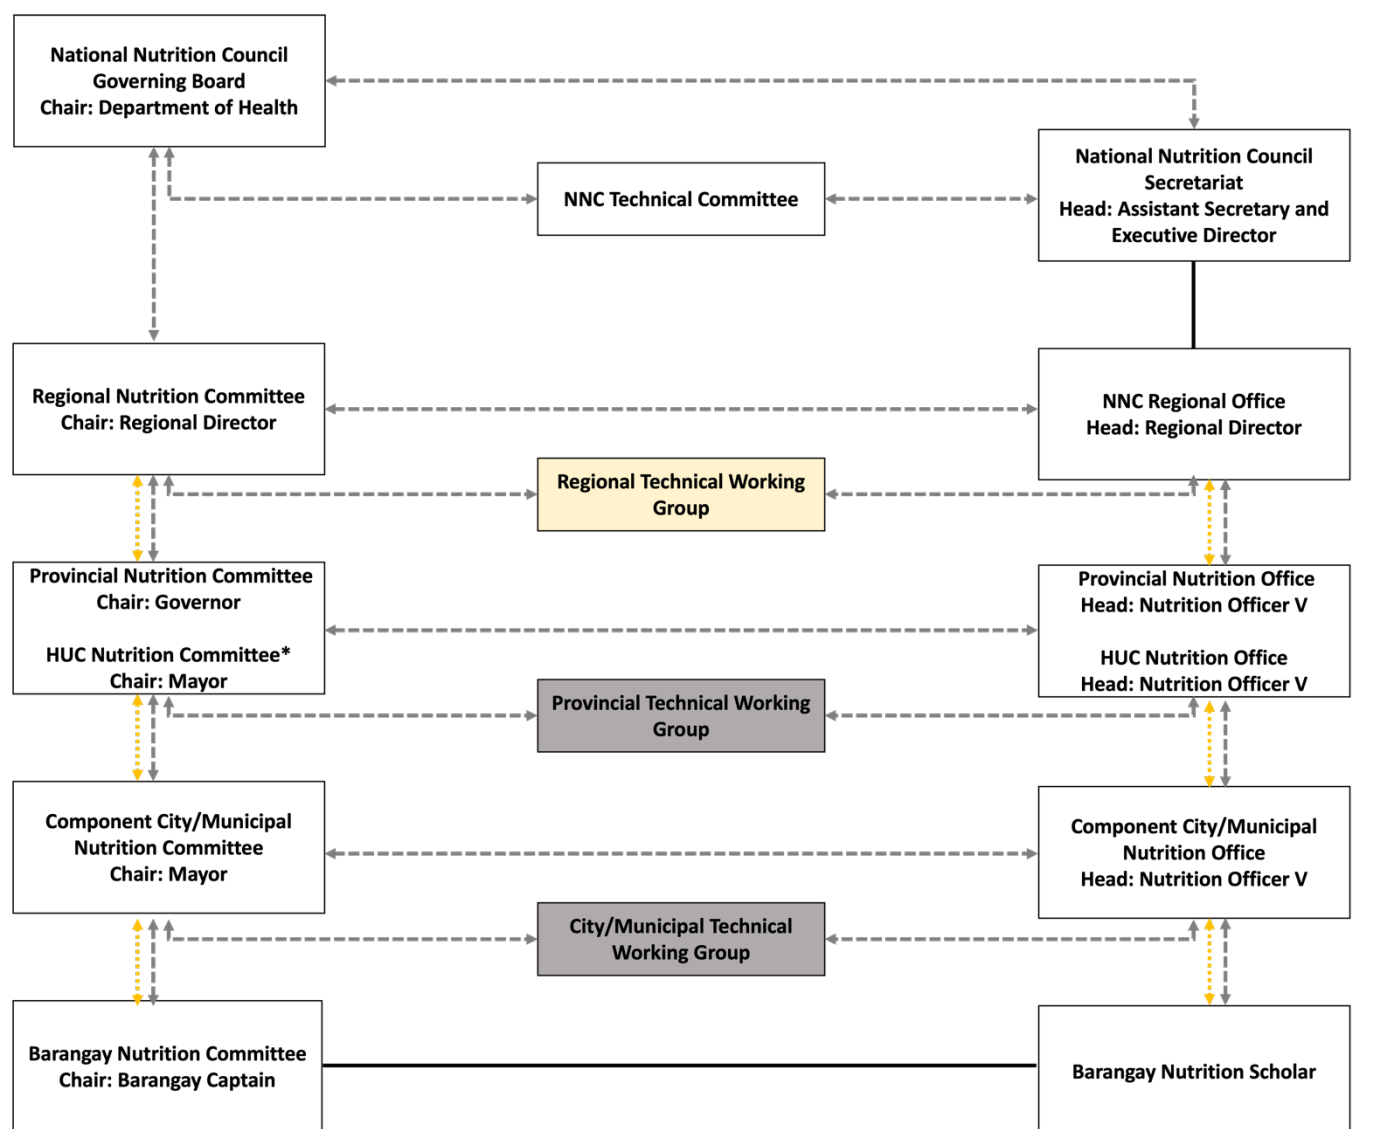 National Nutrition Council
Governing Board
Chair: Department of Health
National Nutrition Council
Secretariat
Head: Assistant Secretary and
Executive Director
NNC Technical Committee
Regional Nutrition Committee
Chair: Regional Director
NNC Regional Office
Head: Regional Director
Regional Technical Working
Group
Provincial Nutrition Committee
Chair: Governor
HUC Nutrition Committee*
Chair: Mayor
Provincial Nutrition Office
Head: Nutrition Officer V
HUC Nutrition Office
Head: Nutrition Officer V
Provincial Technical Working
Group
Component City/Municipal
Nutrition Committee
Chair: Mayor
Component City/Municipal
Nutrition Office
Head: Nutrition Officer V
City/Municipal Technical
Working Group
Barangay Nutrition Committee
Chair: Barangay Captain
Barangay Nutrition Scholar